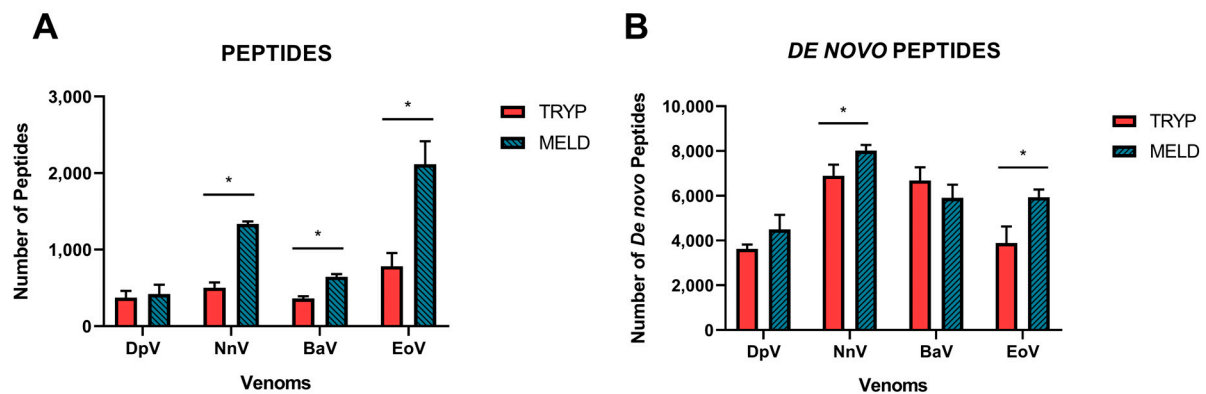 A
PEPTIDES
Number of Peptides
3,000
2,000
1,000
0
*
*
*
DpV
NnV
BaV
EoV
Venoms
TRYP
MELD
B
DE NOVO PEPTIDES
Number of De novo Peptides
10,000
8,000
6,000
4,000
2,000
0
*
*
DpV
NnV
BaV
EoV
Venoms
TRYP
MELD